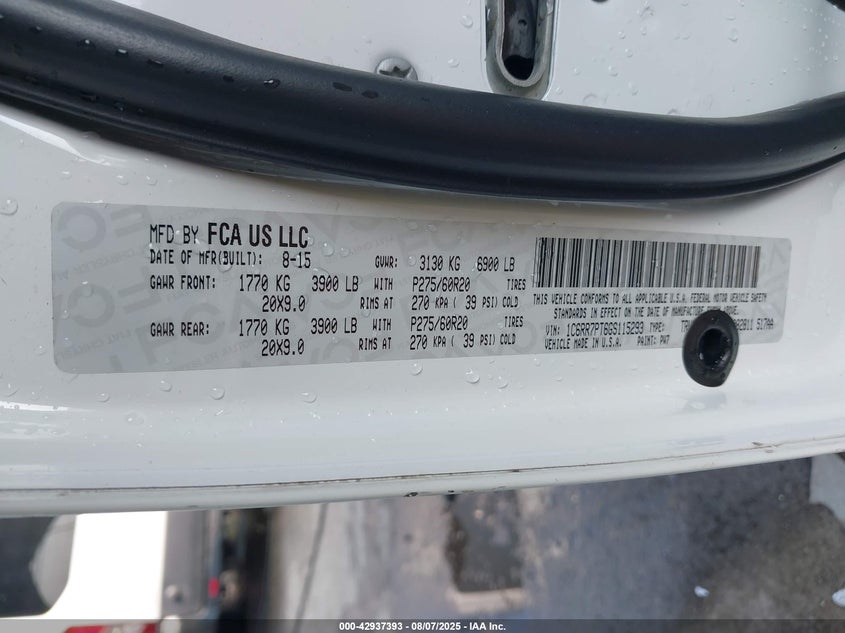 MFD BY FCA US LLC
DATE OF MFR(BUILT): 8-15 GVWR: 3130 KG 6900 LB
GAWR FRONT: 1770 KG 3900 LB WITH P275/60R20 TIRES
20X9.0 RIMS AT 270 KPA ( 39 PSI) COLD
GAWR REAR: 1770 KG 3900 LB WITH P275/60R20 TIRES
20X9.0 RIMS AT 270 KPA ( 39 PSI) COLD
THIS VEHICLE CONFORMS TO ALL APPLICABLE U.S.A. FEDERAL MOTOR VEHICLE SAFETY
STANDARDS IN EFFECT ON THE DATE OF MANUFACTURE SHOWN ABOVE.
VIN: 1C6RR7PT6GS115293 TYPE:
VEHICLE MADE IN U.S.A. PAINT: PW7
000-42937393 | 08/07/2025 | IAA Inc.